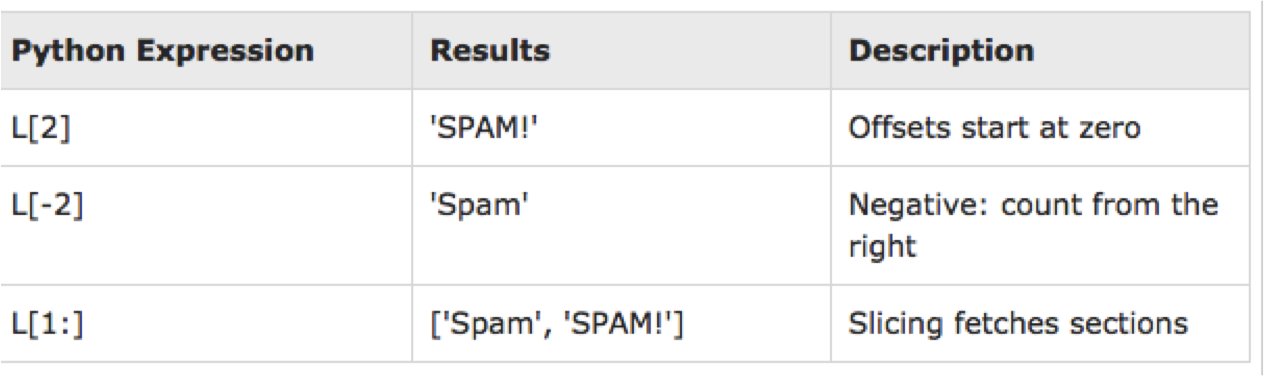 Python Expression Results Description
L[2] 'SPAM!' Offsets start at zero
L[-2] 'Spam' Negative: count from the
right
L[1:] ['Spam', 'SPAM!'] Slicing fetches sections